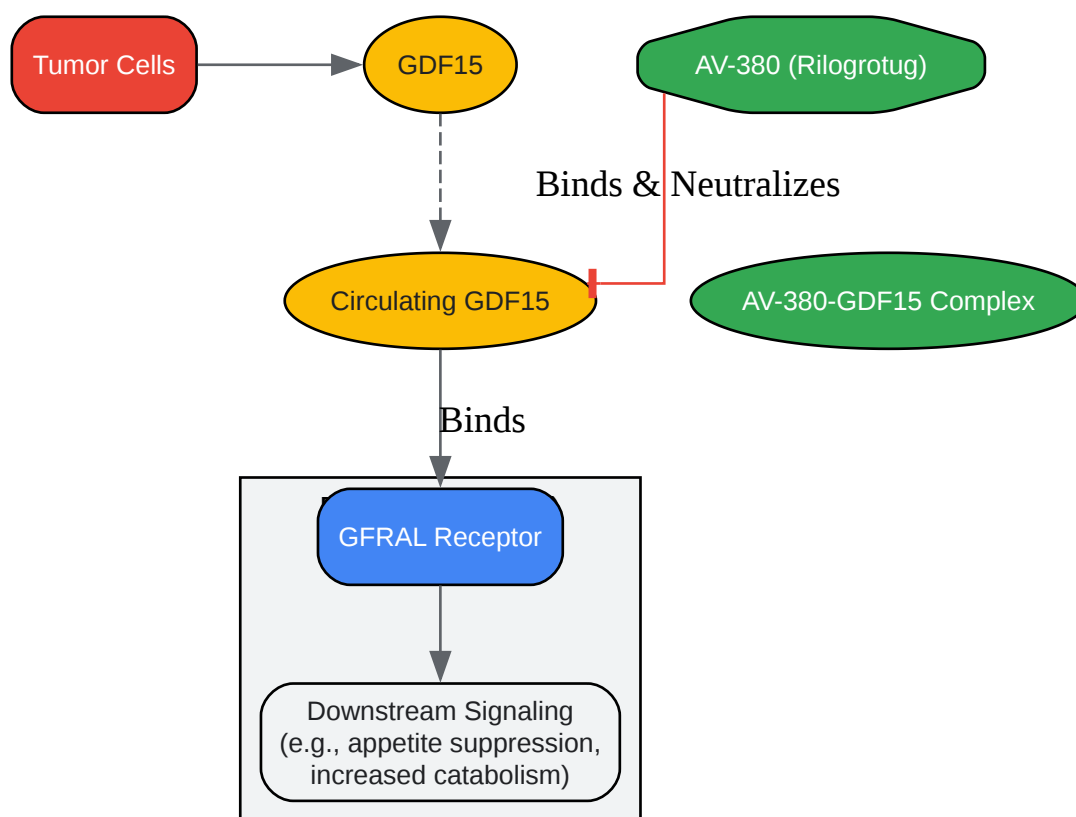 Tumor Cells
GDF15
AV-380 (Rilogrotug)
Binds & Neutralizes
Circulating GDF15
AV-380-GDF15 Complex
Binds
GFRAL Receptor
Downstream Signaling
(e.g., appetite suppression,
increased catabolism)